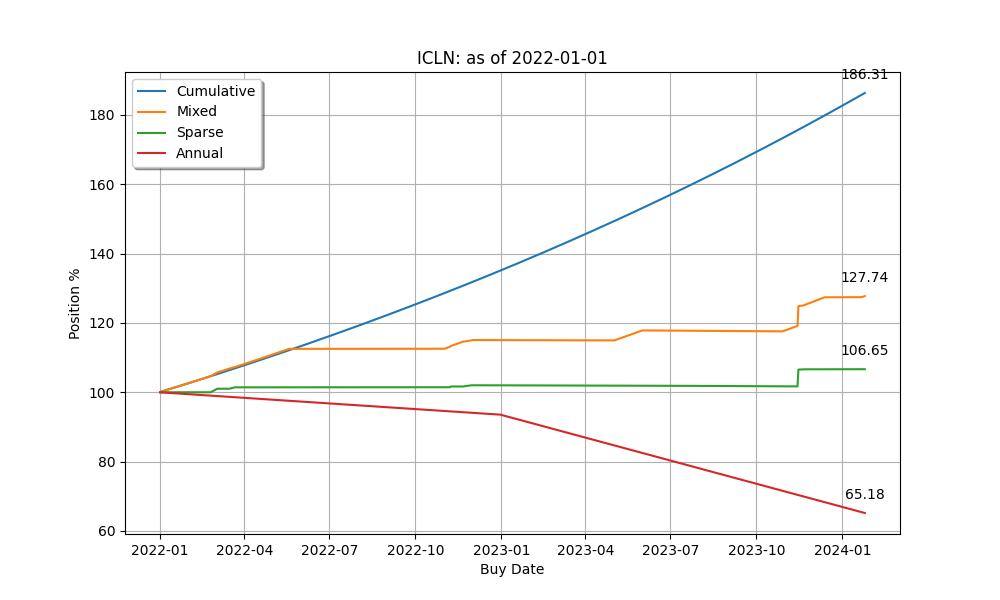 ICLN: as of 2022-01-01
186.31
Cumulative
Mixed
Sparse
Annual
127.74
106.65
65.18
180
160
140
120
100
80
60
Position %
2022-01 2022-04 2022-07 2022-10 2023-01 2023-04 2023-07 2023-10 2024-01
Buy Date